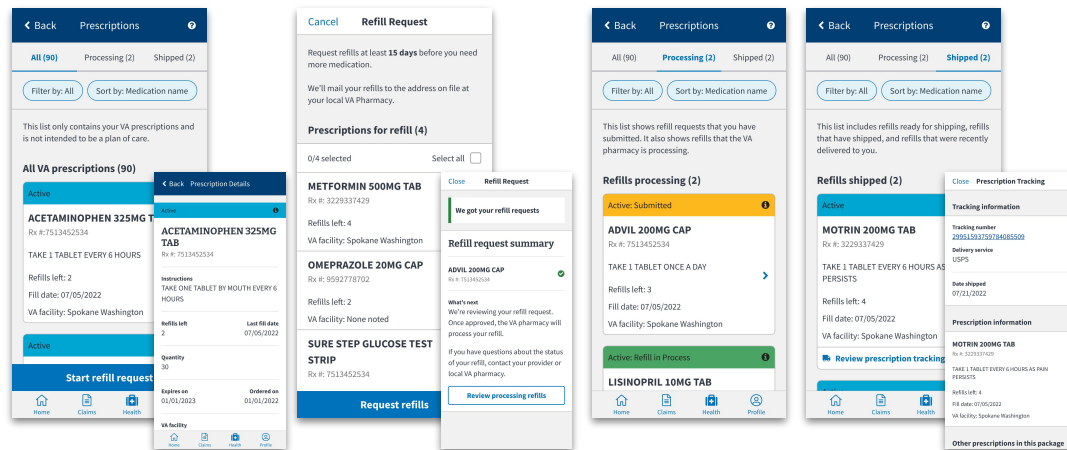 Back Prescriptions
All (90) Processing (2) Shipped (2)
Filter by: All Sort by: Medication name
This list only contains your VA prescriptions and
is not intended to be a plan of care.
All VA prescriptions (90)
Active
ACETAMINOPHEN 325MG T
Rx #:7513452534
TAKE 1 TABLET EVERY 6 HOURS
Refills left: 2
Fill date: 07/05/2022
VA facility: Spokane Washington
Active
Start refill request
Home Claims Health
Back Prescription Details
Active
ACETAMINOPHEN 325MG
TAB
Rx #: 7513452534
Instructions
TAKE ONE TABLET BY MOUTH EVERY 6
HOURS
Refills left Last fill date
2 07/05/2022
Quantity
30
Expires on Ordered on
01/01/2023 01/01/2022
VA facility
Home Claims Health Profile
Cancel Refill Request
Request refills at least 15 days before you need
more medication.
We'll mail your refills to the address on file at
your local VA Pharmacy.
Prescriptions for refill (4)
0/4 selected Select all
METFORMIN 500MG TAB
Rx #: 3229337429
Refills left: 4
VA facility: Spokane Washington
OMEPRAZOLE 20MG CAP
Rx #: 9592778702
Refills left: 2
VA facility: None noted
SURE STEP GLUCOSE TEST
STRIP
Rx #: 7513452534
Request refills
Close Refill Request
We got your refill requests
Refill request summary
ADVIL 200MG CAP
Rx #: 7513452534
What's next
We're reviewing your refill request.
Once approved, the VA pharmacy will
process your refill.
If you have questions about the status
of your refill, contact your provider or
local VA pharmacy.
Review processing refills
Back Prescriptions
All (90) Processing (2) Shipped (2)
Filter by: All Sort by: Medication name
This list shows refill requests that you have
submitted. It also shows refills that the VA
pharmacy is processing.
Refills processing (2)
Active: Submitted
ADVIL 200MG CAP
Rx #: 7513452534
TAKE 1 TABLET ONCE A DAY
Refills left: 3
Fill date: 07/05/2022
VA facility: Spokane Washington
Active: Refill in Process
LISINOPRIL 10MG TAB
Home Claims Health Profile
Back Prescriptions
All (90) Processing (2) Shipped (2)
Filter by: All Sort by: Medication name
This list includes refills ready for shipping, refills
that have shipped, and refills that were recently
delivered to you.
Refills shipped (2)
Active
MOTRIN 200MG TAB
Rx #: 3229337429
TAKE 1 TABLET EVERY 6 HOURS AS
PERSISTS
Refills left: 4
Fill date: 07/05/2022
VA facility: Spokane Washington
Review prescription tracking
Home Claims Health
Close Prescription Tracking
Tracking information
Tracking number
29951593759784085509
Delivery service
USPS
Date shipped
07/21/2022
Prescription information
MOTRIN 200MG TAB
Rx #: 3229337429
TAKE 1 TABLET EVERY 6 HOURS AS PAIN
PERSISTS
Refills left: 4
Fill date: 07/05/2022
VA facility: Spokane Washington
Other prescriptions in this package